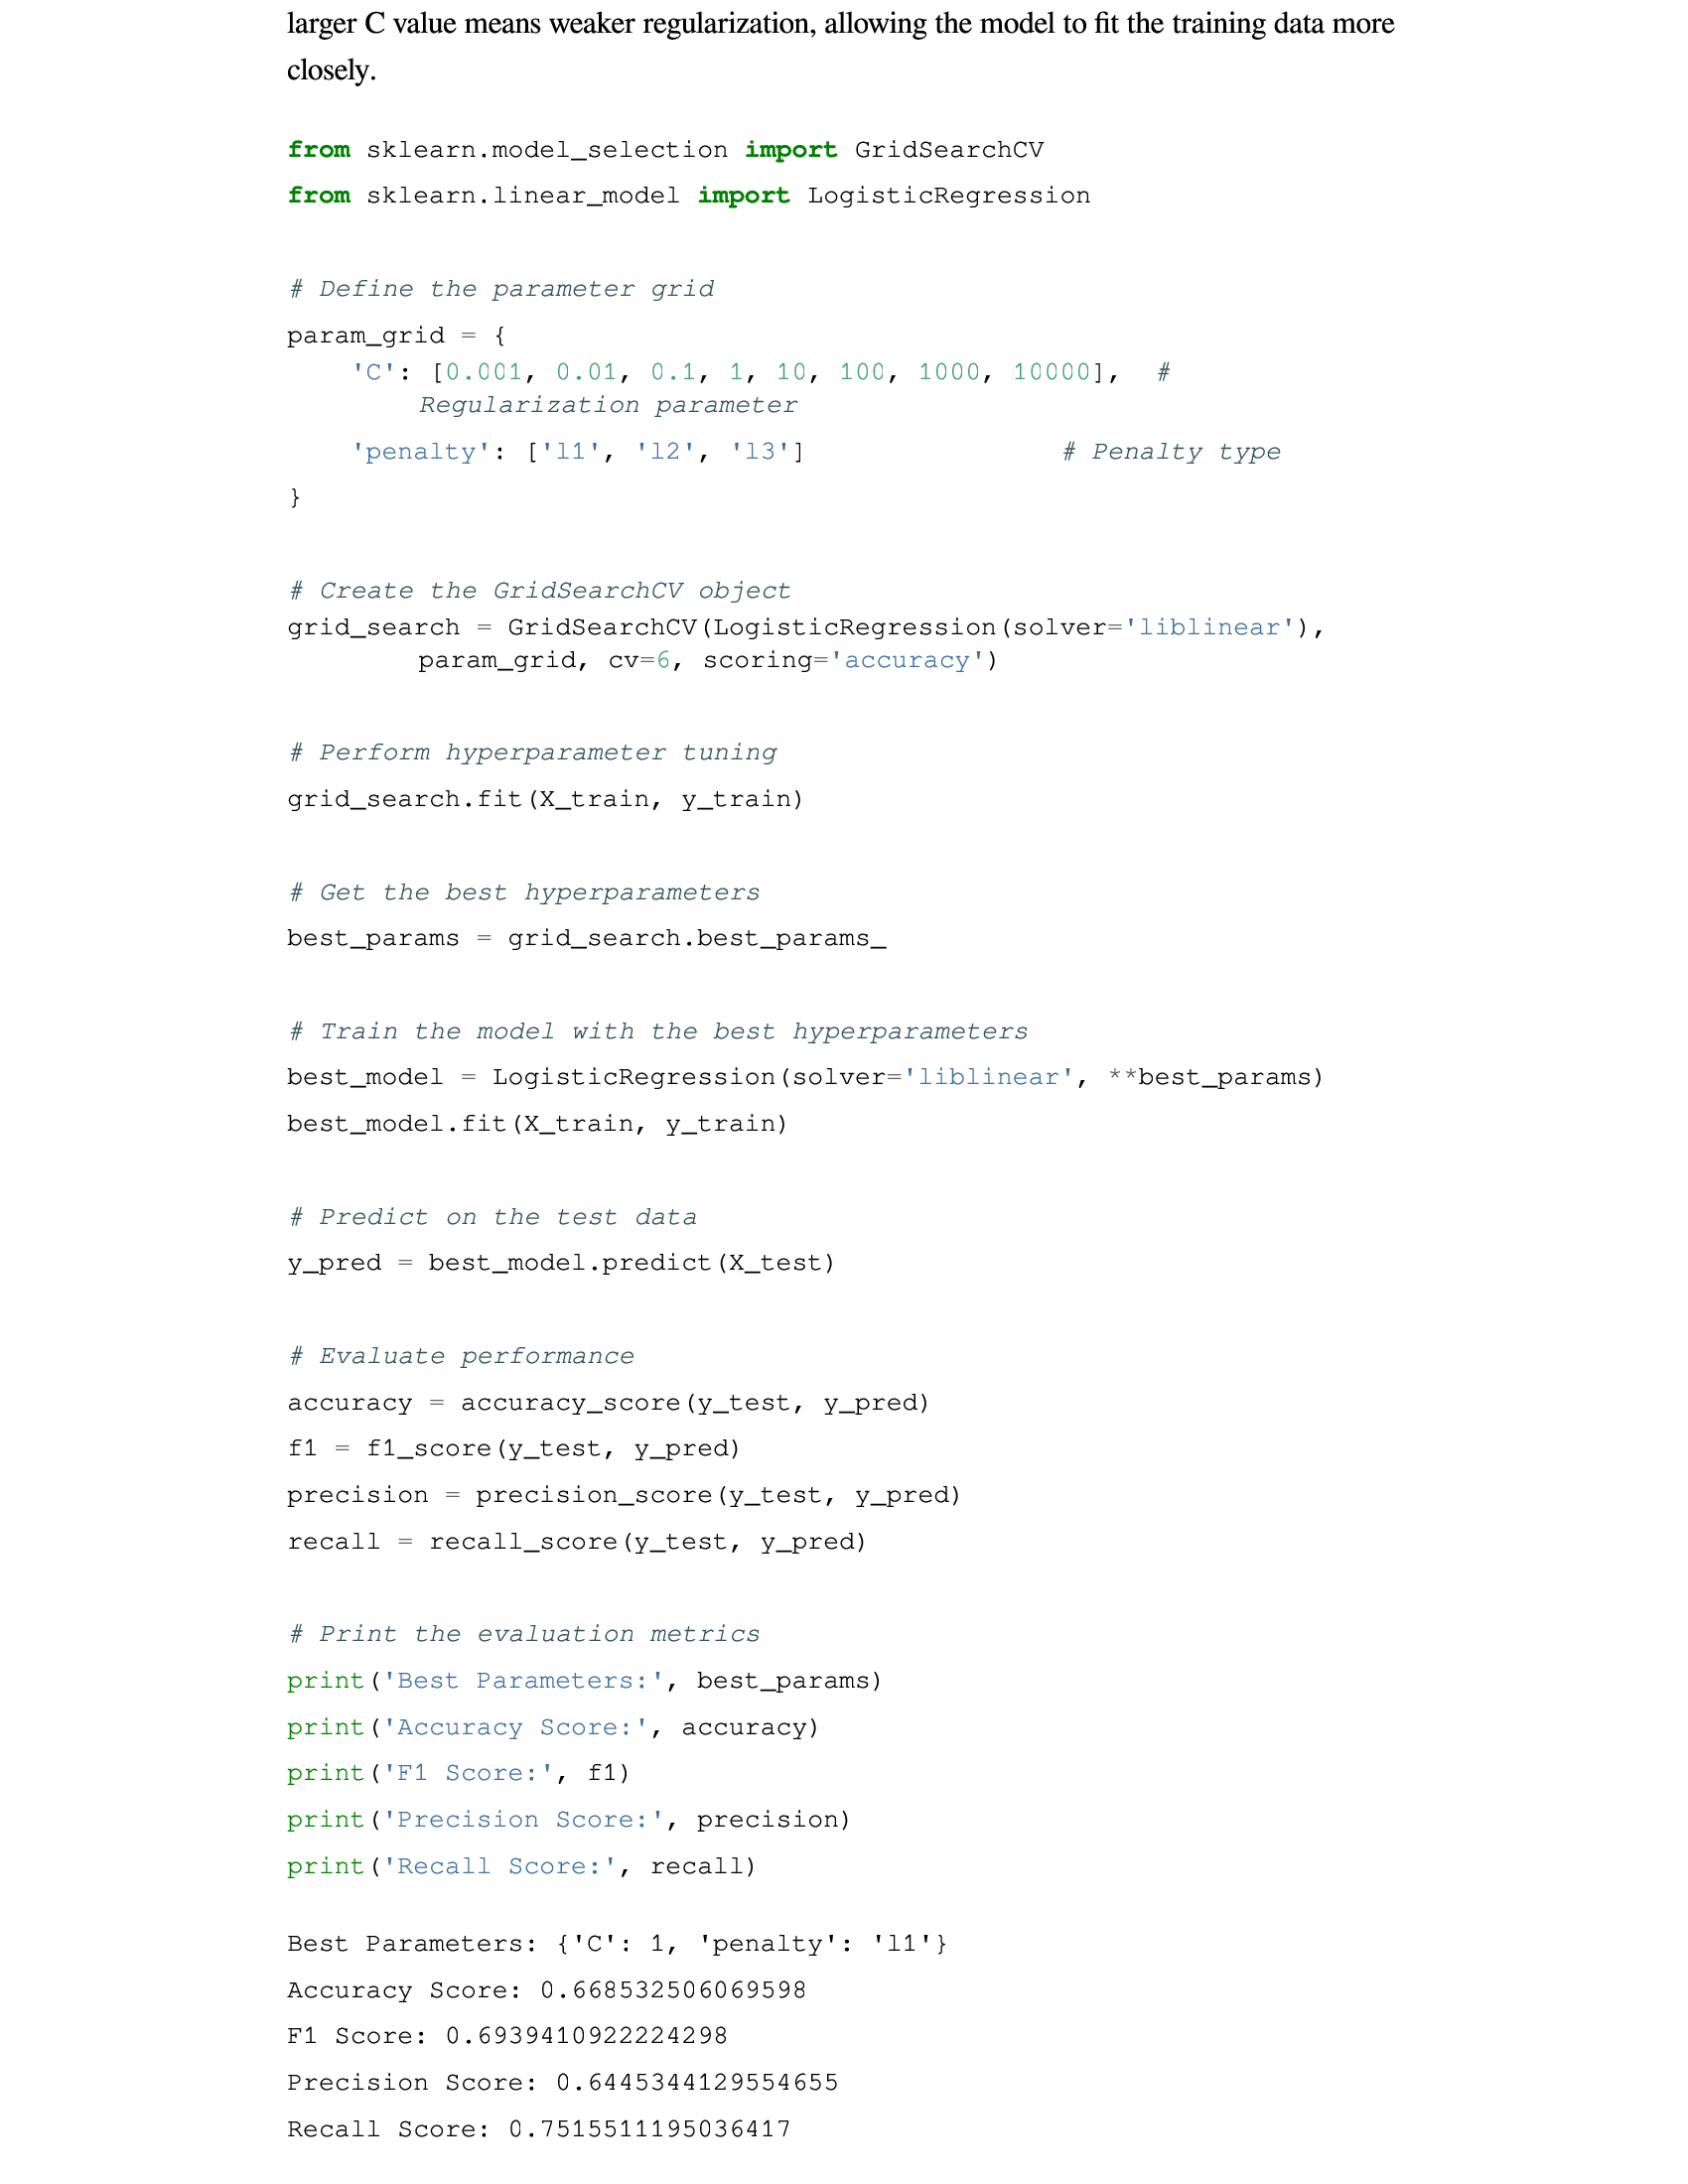 larger C value means weaker regularization, allowing the model to fit the training data more
closely.
from sklearn.model_selection import GridSearchCV
from sklearn.linear_model import LogisticRegression
# Define the parameter grid
param_grid = {
    'C': [0.001, 0.01, 0.1, 1, 10, 100, 1000, 10000],  #
        Regularization parameter
    'penalty': ['l1', 'l2', 'l3']                # Penalty type
}
# Create the GridSearchCV object
grid_search = GridSearchCV(LogisticRegression(solver='liblinear'),
        param_grid, cv=6, scoring='accuracy')
# Perform hyperparameter tuning
grid_search.fit(X_train, y_train)
# Get the best hyperparameters
best_params = grid_search.best_params_
# Train the model with the best hyperparameters
best_model = LogisticRegression(solver='liblinear', **best_params)
best_model.fit(X_train, y_train)
# Predict on the test data
y_pred = best_model.predict(X_test)
# Evaluate performance
accuracy = accuracy_score(y_test, y_pred)
f1 = f1_score(y_test, y_pred)
precision = precision_score(y_test, y_pred)
recall = recall_score(y_test, y_pred)
# Print the evaluation metrics
print('Best Parameters:', best_params)
print('Accuracy Score:', accuracy)
print('F1 Score:', f1)
print('Precision Score:', precision)
print('Recall Score:', recall)
Best Parameters: {'C': 1, 'penalty': 'l1'}
Accuracy Score: 0.668532506069598
F1 Score: 0.6939410922224298
Precision Score: 0.6445344129554655
Recall Score: 0.7515511195036417